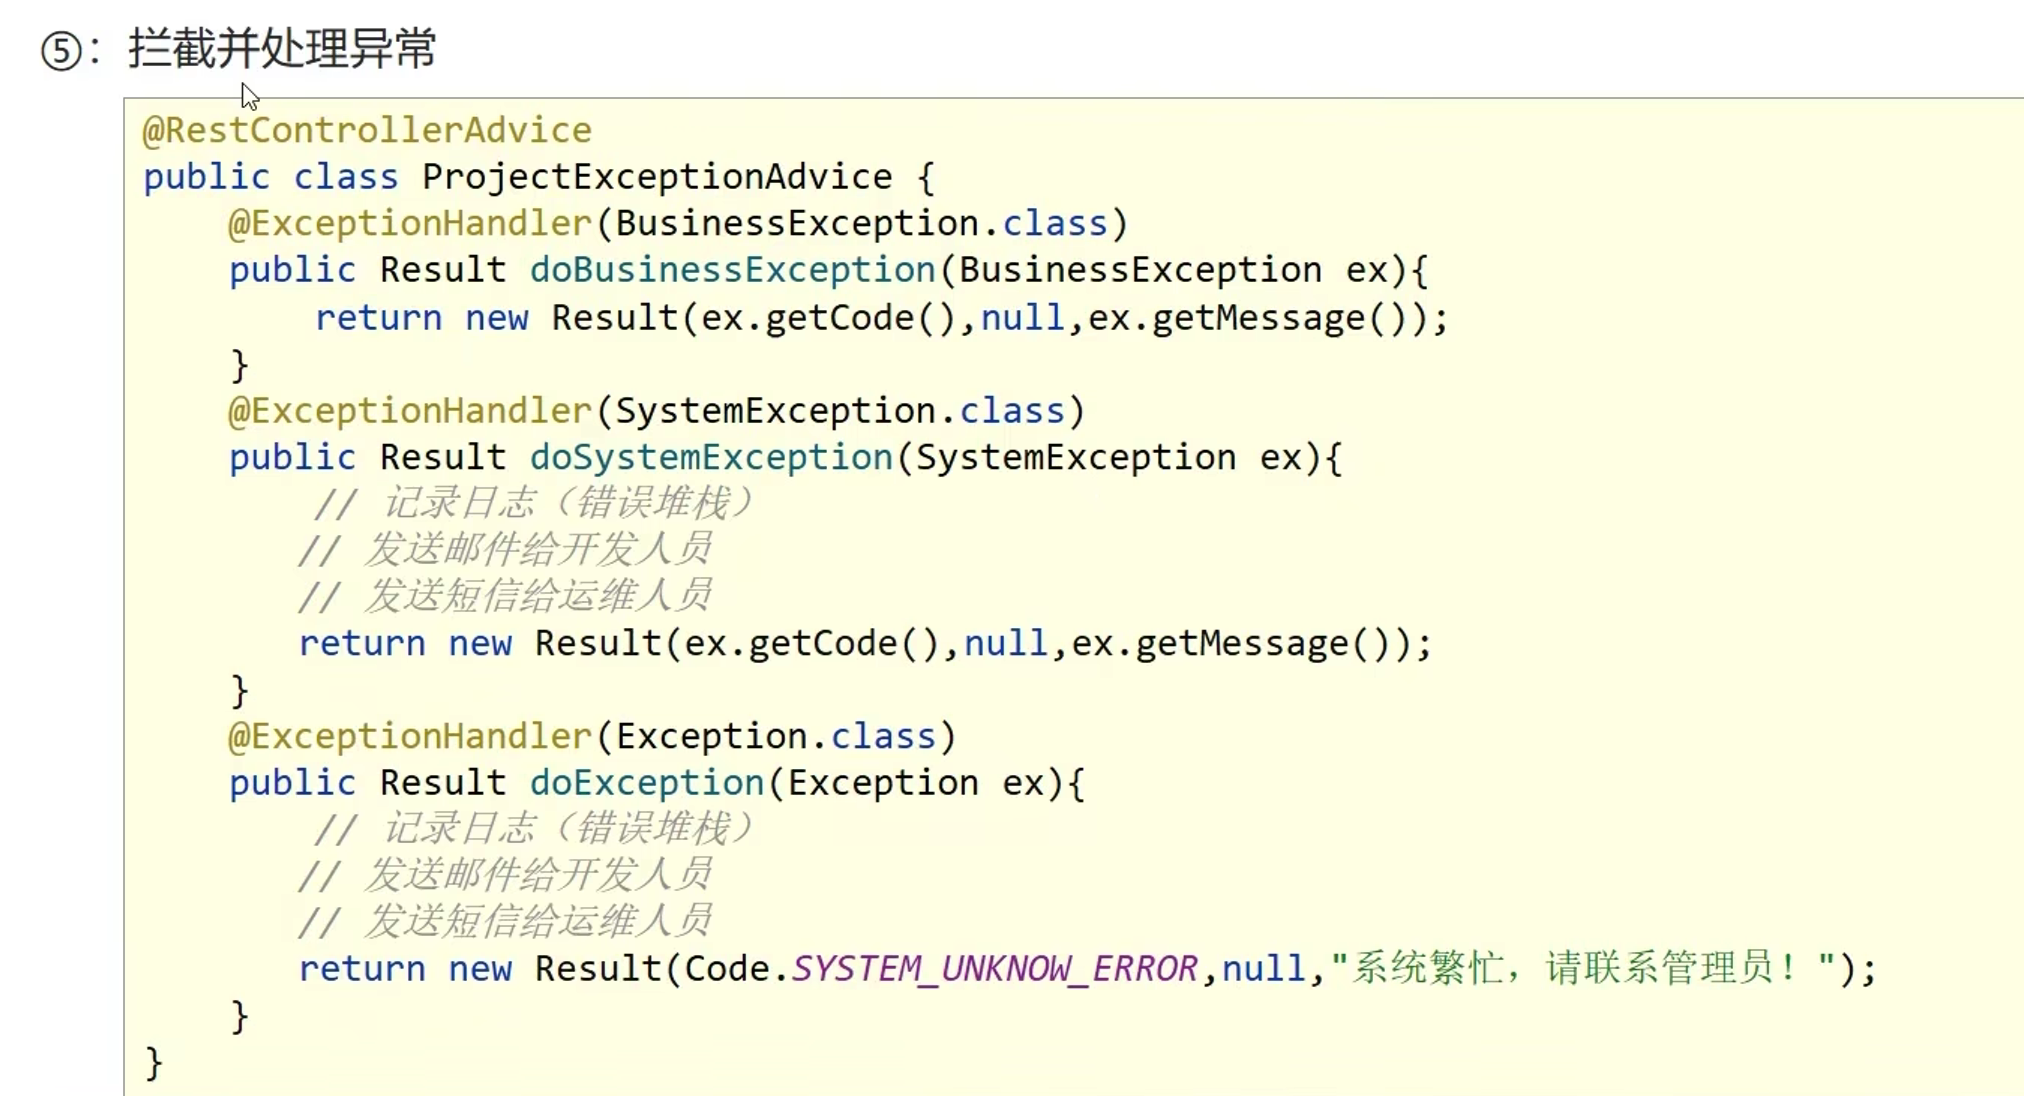 ⑤：拦截并处理异常
@RestControllerAdvice
public class ProjectExceptionAdvice {
    @ExceptionHandler(BusinessException.class)
    public Result doBusinessException(BusinessException ex){
        return new Result(ex.getCode(),null,ex.getMessage());
    }
    @ExceptionHandler(SystemException.class)
    public Result doSystemException(SystemException ex){
        // 记录日志（错误堆栈）
        // 发送邮件给开发人员
        // 发送短信给运维人员
        return new Result(ex.getCode(),null,ex.getMessage());
    }
    @ExceptionHandler(Exception.class)
    public Result doException(Exception ex){
        // 记录日志（错误堆栈）
        // 发送邮件给开发人员
        // 发送短信给运维人员
        return new Result(Code.SYSTEM_UNKNOW_ERROR,null,"系统繁忙，请联系管理员！");
    }
}